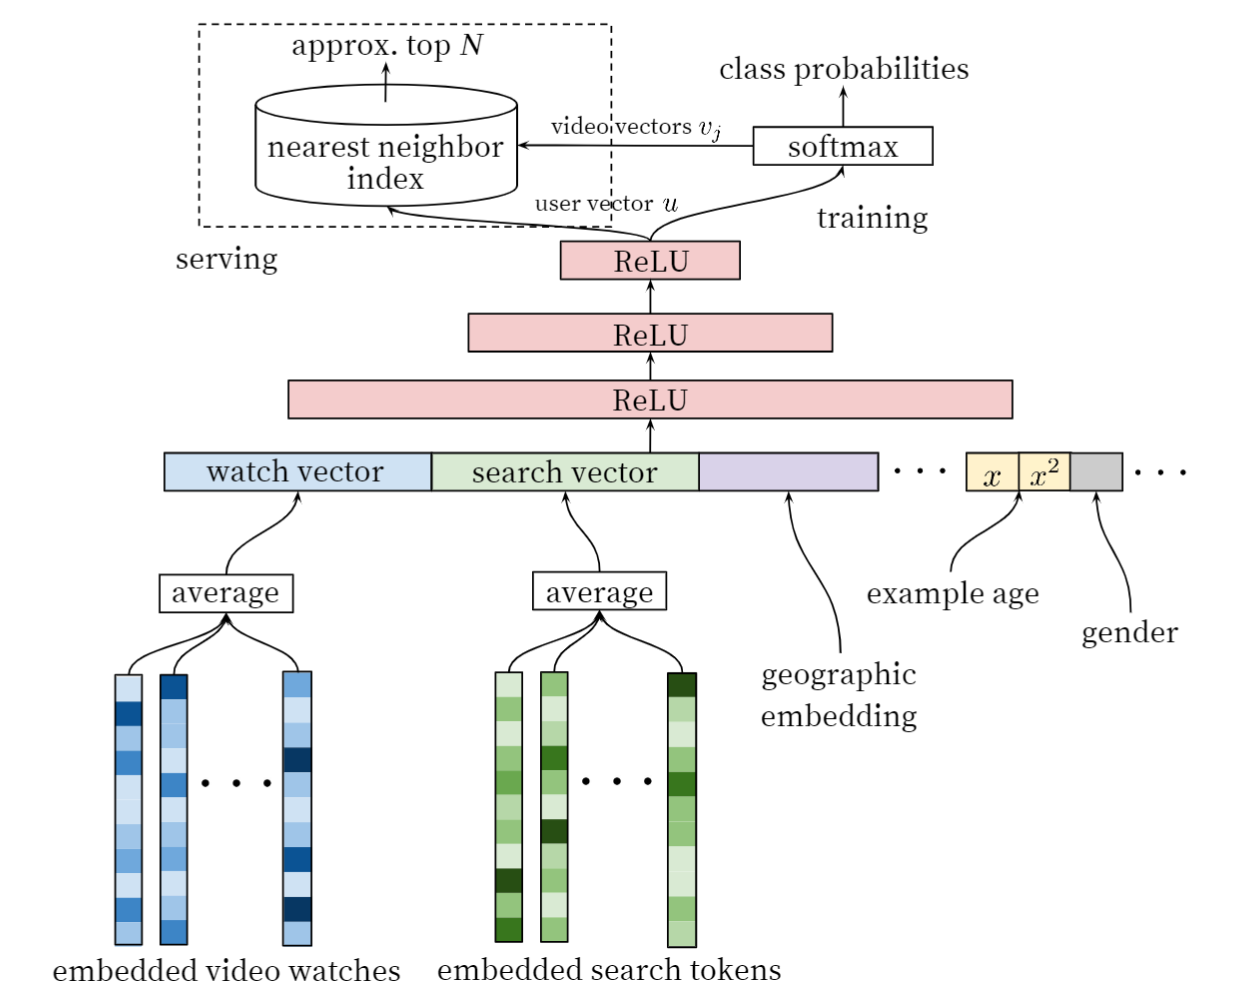 approx. top N
class probabilities
video vectors v_j
nearest neighbor
index
softmax
user vector u
training
serving
ReLU
ReLU
ReLU
watch vector
search vector
. . .
x
x²
. . .
average
average
example age
gender
geographic
embedding
. . .
. . .
embedded video watches
embedded search tokens